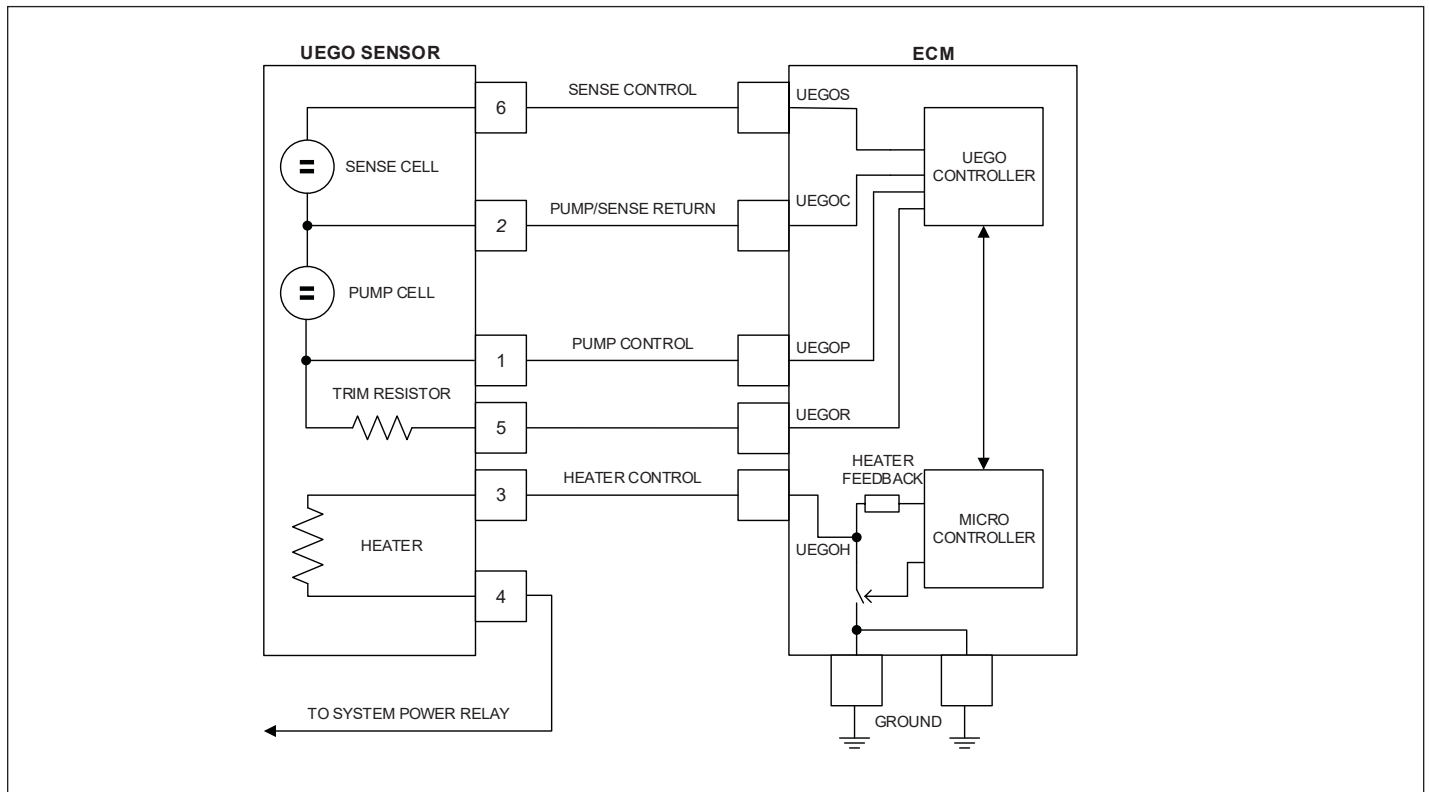 UEGO SENSOR
ECM
6
SENSE CONTROL
UEGOS
SENSE CELL
UEGO
CONTROLLER
2
PUMP/SENSE RETURN
UEGOC
PUMP CELL
1
PUMP CONTROL
UEGOP
TRIM RESISTOR
5
UEGOR
3
HEATER CONTROL
HEATER
FEEDBACK
UEGOH
MICRO
CONTROLLER
HEATER
4
TO SYSTEM POWER RELAY
GROUND